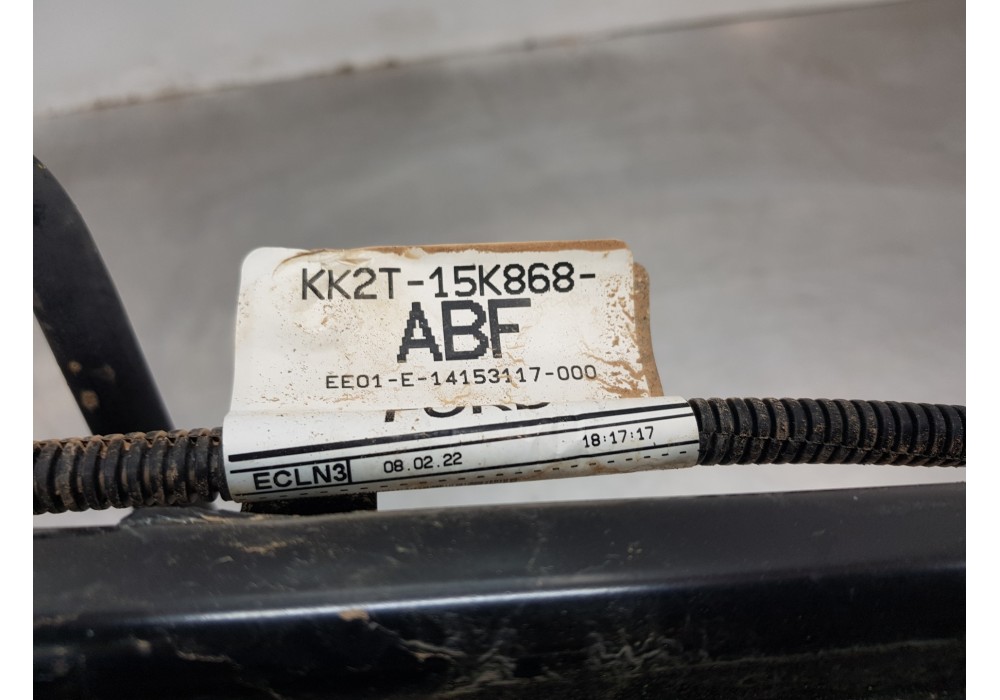 KK2T-15K868-
ABF
EE01-E-14153117-000
ECLN3 08.02.22 18:17:17